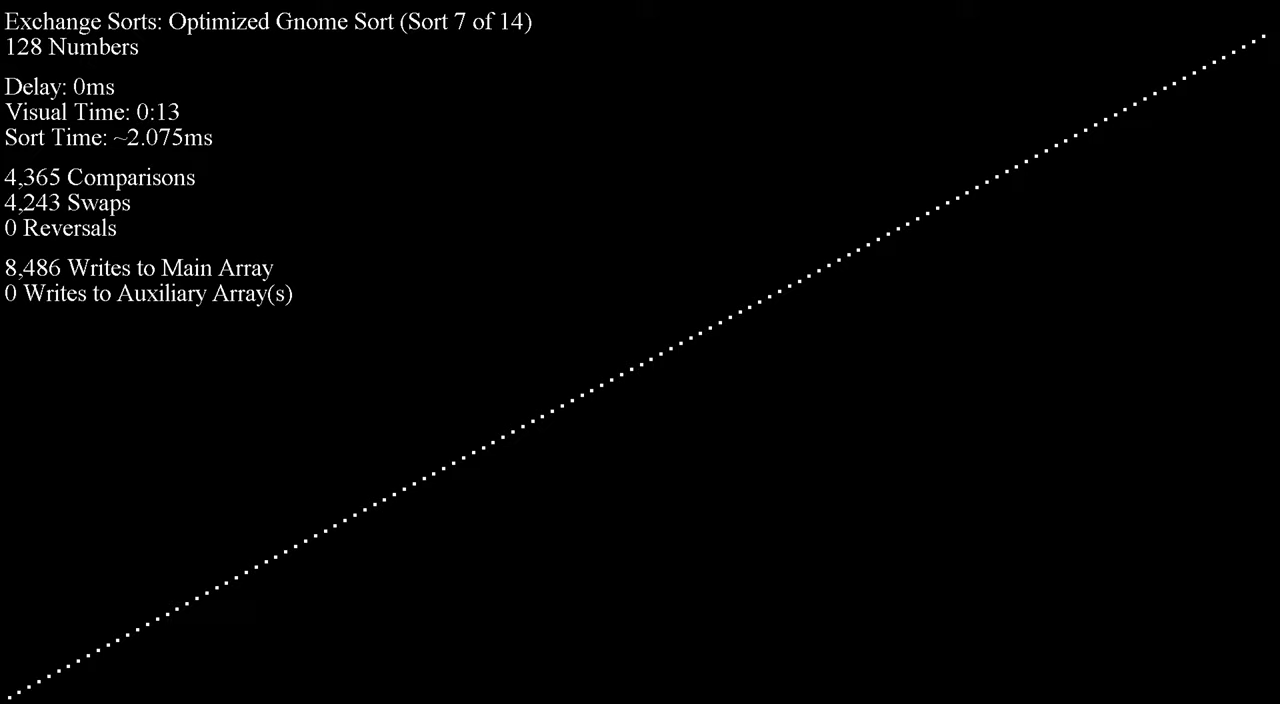 Exchange Sorts: Optimized Gnome Sort (Sort 7 of 14)
128 Numbers
Delay: 0ms
Visual Time: 0:13
Sort Time: ~2.075ms
4,365 Comparisons
4,243 Swaps
0 Reversals
8,486 Writes to Main Array
0 Writes to Auxiliary Array(s)